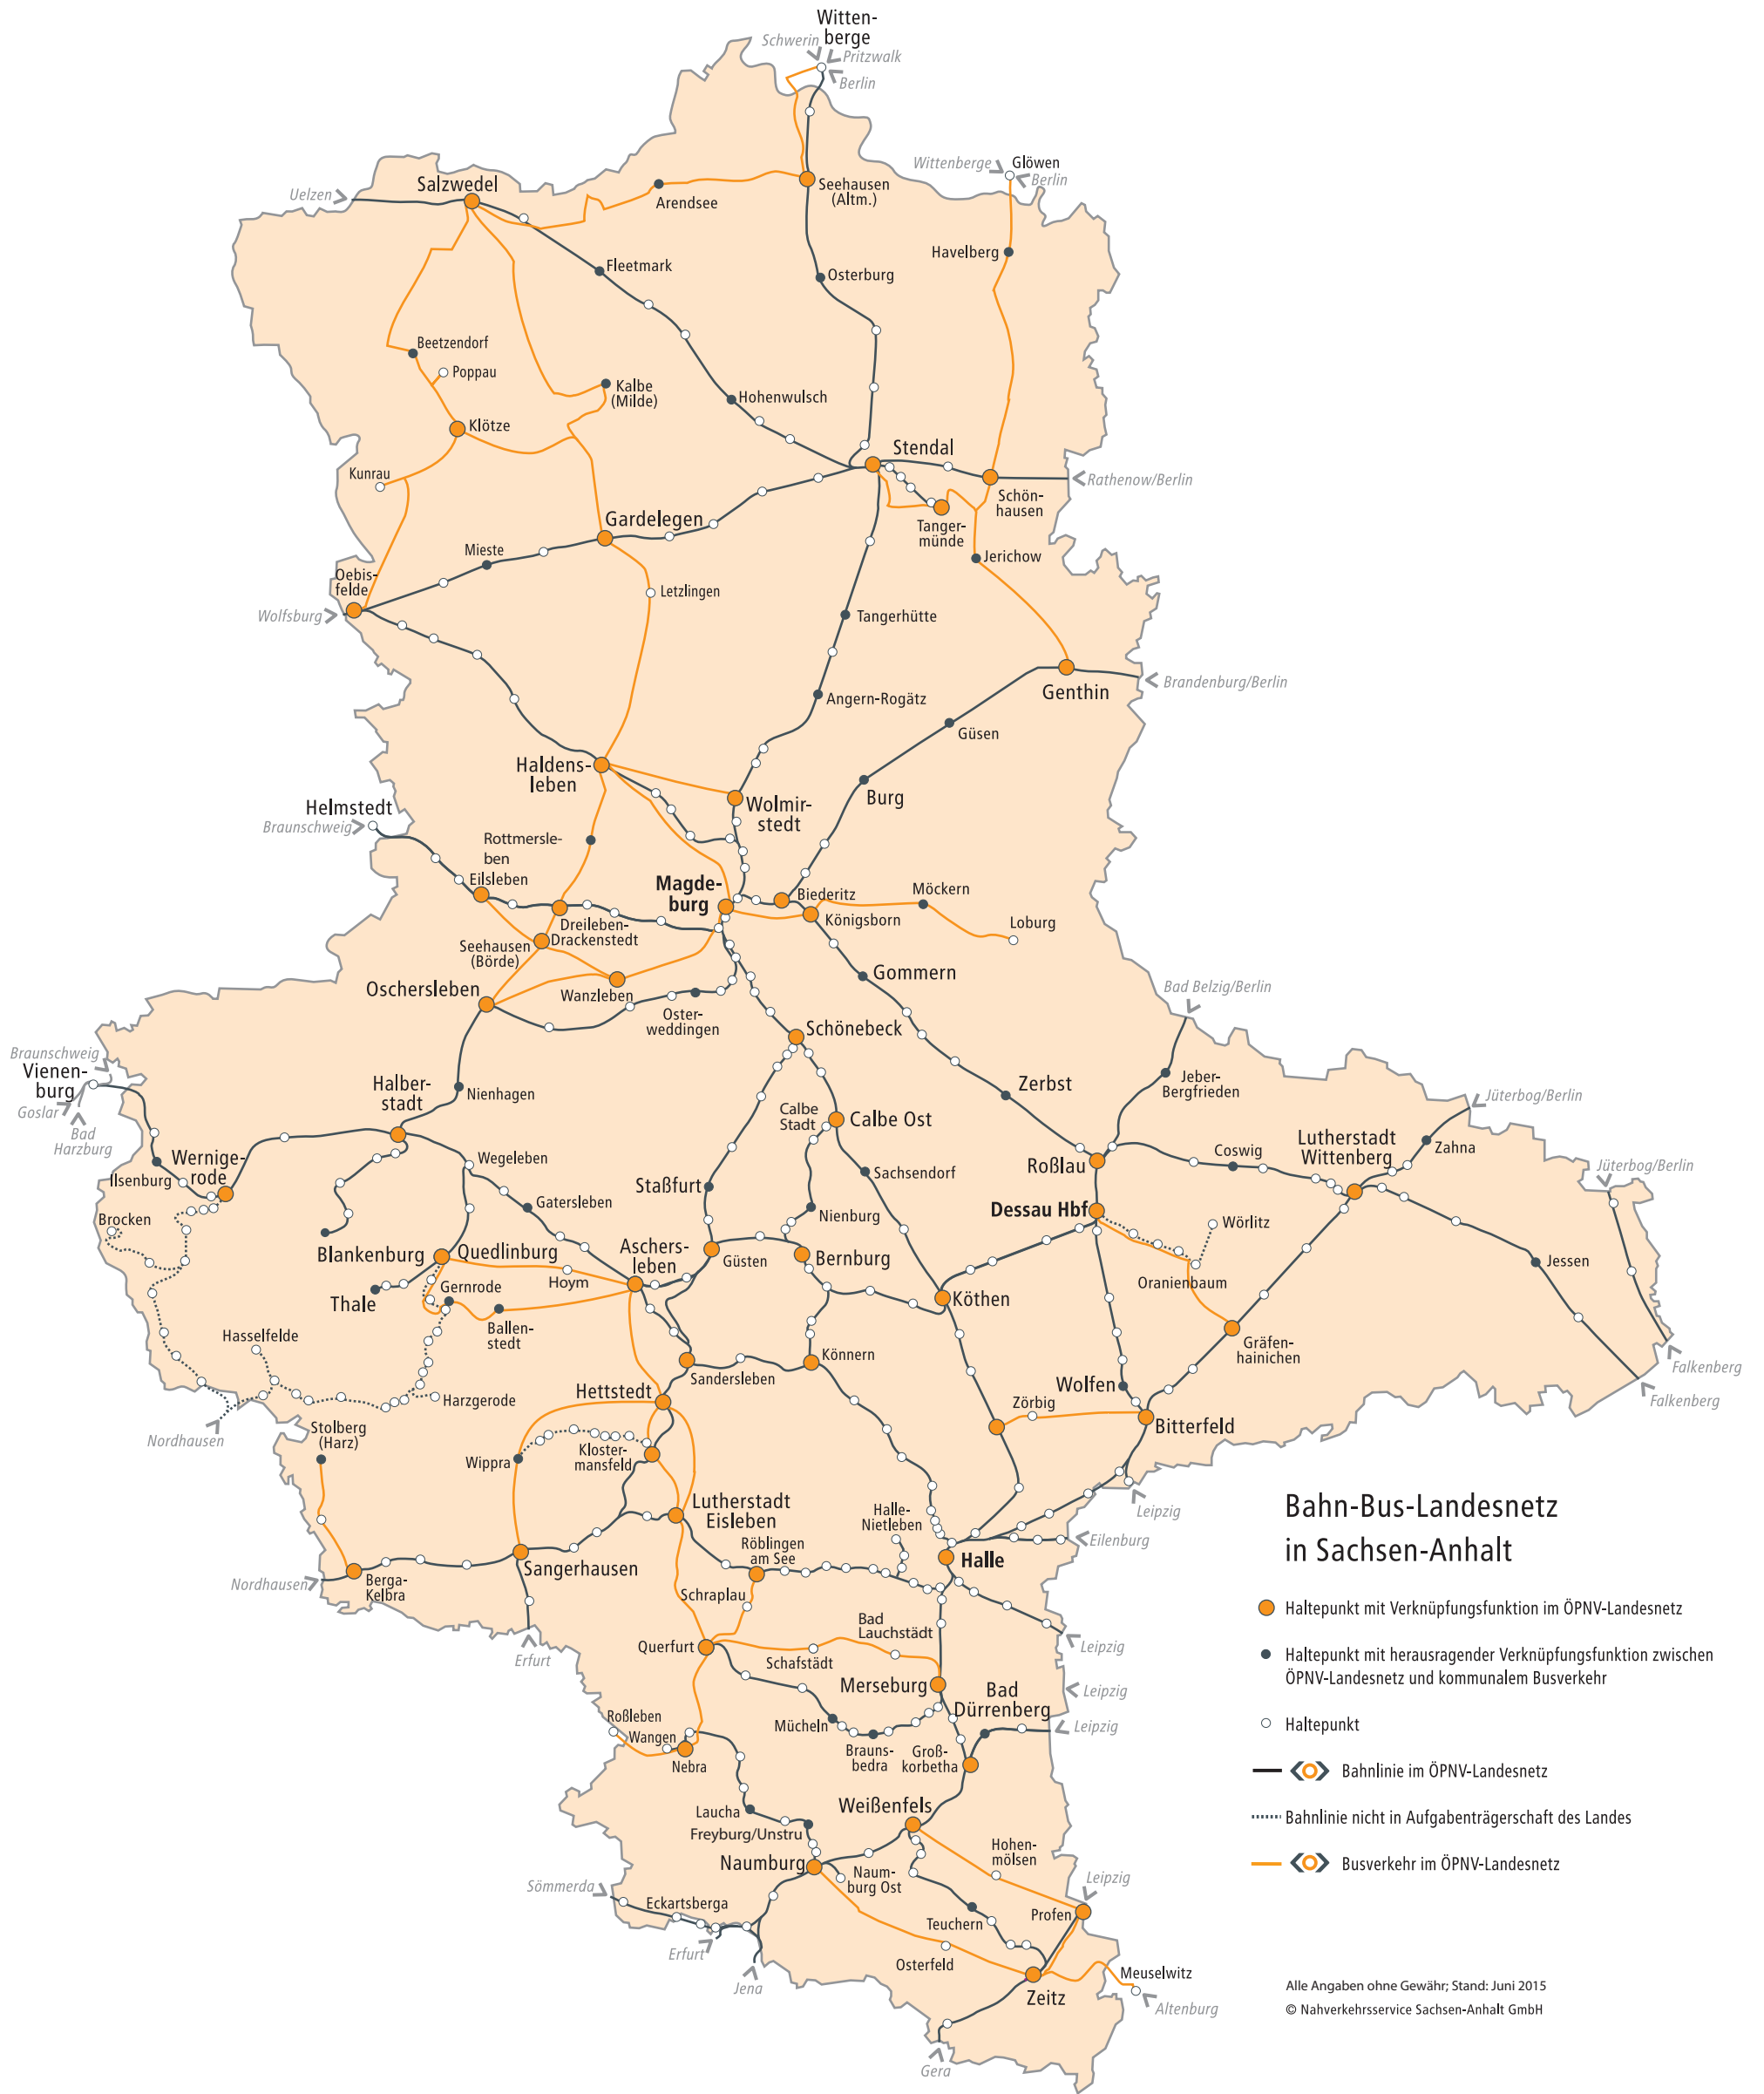 Witten-
berge
Schwerin
Pritzwalk
Berlin
Wittenberge
Glöwen
Berlin
Uelzen
Salzwedel
Arendsee
Seehausen
(Altm.)
Havelberg
Fleetmark
Osterburg
Beetzendorf
Poppau
Kalbe
(Milde)
Hohenwulsch
Klötze
Stendal
Kunrau
Rathenow/Berlin
Schön-
hausen
Gardelegen
Tanger-
münde
Mieste
Jerichow
Oebis-
felde
Letzlingen
Wolfsburg
Tangerhütte
Brandenburg/Berlin
Genthin
Angern-Rogätz
Güsen
Haldens-
leben
Burg
Wolmir-
stedt
Helmstedt
Braunschweig
Rottmersle-
ben
Eilsleben
Magde-
burg
Biederitz
Möckern
Königsborn
Loburg
Dreileben-
Drackenstedt
Seehausen
(Börde)
Gommern
Oschersleben
Wanzleben
Bad Belzig/Berlin
Oster-
weddingen
Schönebeck
Braunschweig
Vienen-
burg
Goslar
Bad
Harzburg
Halber-
stadt
Nienhagen
Zerbst
Jeber-
Bergfrieden
Jüterbog/Berlin
Calbe
Stadt
Calbe Ost
Lutherstadt
Wittenberg
Zahna
Wernige-
rode
Ilsenburg
Wegeleben
Roßlau
Coswig
Jüterbog/Berlin
Sachsendorf
Staßfurt
Gatersleben
Brocken
Nienburg
Dessau Hbf
Wörlitz
Blankenburg
Quedlinburg
Aschers-
leben
Güsten
Bernburg
Jessen
Hoym
Oranienbaum
Thale
Gernrode
Köthen
Ballen-
stedt
Hasselfelde
Gräfen-
hainichen
Könnern
Sandersleben
Falkenberg
Falkenberg
Harzgerode
Hettstedt
Wolfen
Zörbig
Bitterfeld
Nordhausen
Stolberg
(Harz)
Wippra
Kloster-
mansfeld
Leipzig
Lutherstadt
Eisleben
Halle-
Nietleben
Eilenburg
Röblingen
am See
Halle
Sangerhausen
Nordhausen
Berga-
Kelbra
Schraplau
Bad
Lauchstädt
Querfurt
Leipzig
Erfurt
Schafstädt
Merseburg
Bad
Dürrenberg
Leipzig
Leipzig
Roßleben
Wangen
Mücheln
Nebra
Brauns-
bedra
Groß-
korbetha
Laucha
Weißenfels
Freyburg/Unstru
Hohen-
mölsen
Naumburg
Naum-
burg Ost
Leipzig
Sömmerda
Eckartsberga
Teuchern
Profen
Erfurt
Osterfeld
Meuselwitz
Jena
Zeitz
Altenburg
Gera
Bahn-Bus-Landesnetz
in Sachsen-Anhalt
Haltepunkt mit Verknüpfungsfunktion im ÖPNV-Landesnetz
Haltepunkt mit herausragender Verknüpfungsfunktion zwischen
ÖPNV-Landesnetz und kommunalem Busverkehr
Haltepunkt
Bahnlinie im ÖPNV-Landesnetz
Bahnlinie nicht in Aufgabenträgerschaft des Landes
Busverkehr im ÖPNV-Landesnetz
Alle Angaben ohne Gewähr; Stand: Juni 2015
© Nahverkehrsservice Sachsen-Anhalt GmbH